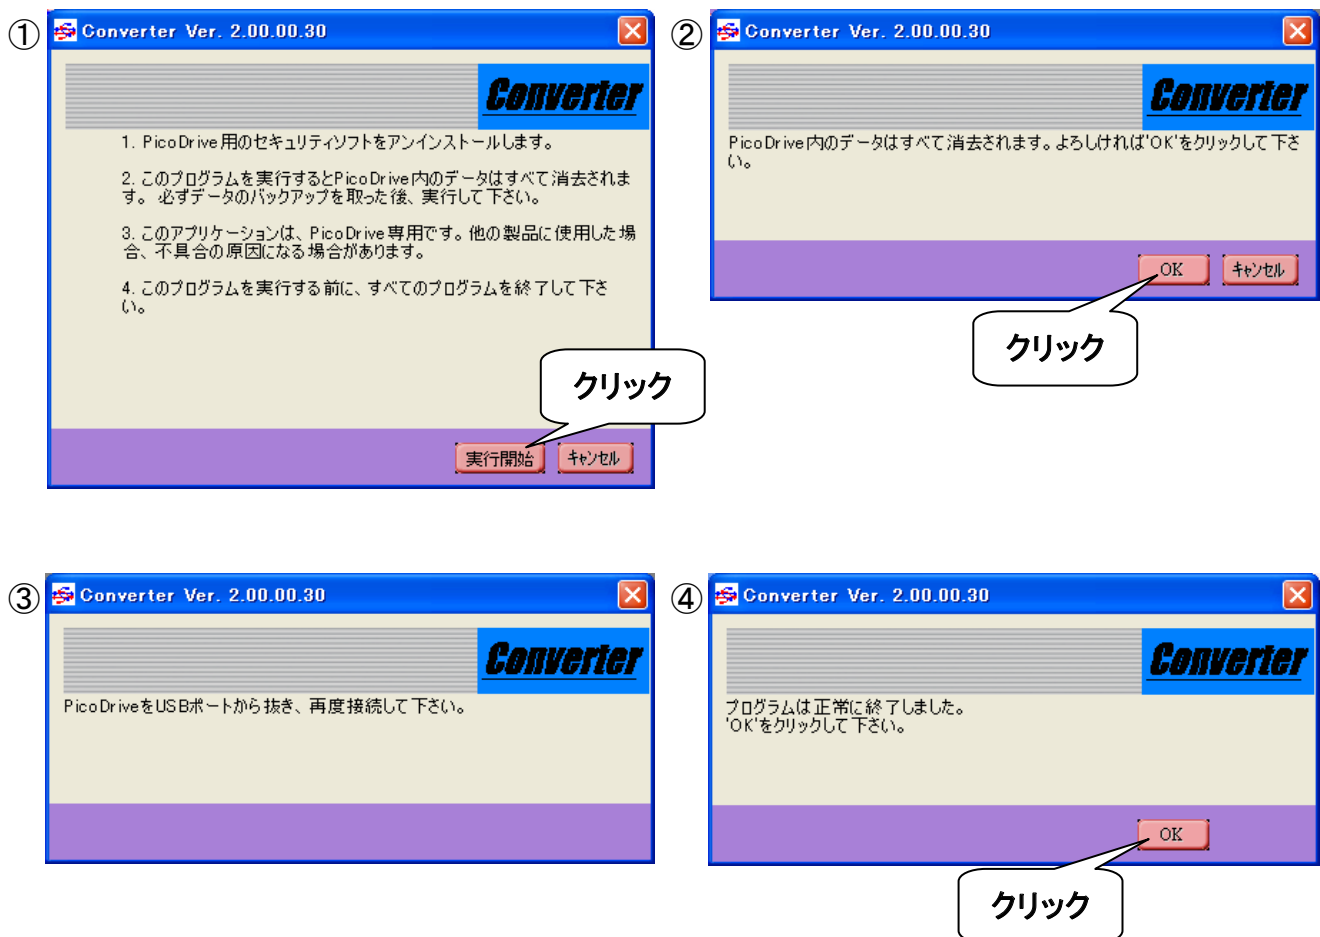 ①
Converter Ver. 2.00.00.30
Converter
1. PicoDrive用のセキュリティソフトをアンインストールします。
2. このプログラムを実行するとPicoDrive内のデータはすべて消去されま
す。 必ずデータのバックアップを取った後、実行して下さい。
3. このアプリケーションは、PicoDrive専用です。他の製品に使用した場
合、不具合の原因になる場合があります。
4. このプログラムを実行する前に、すべてのプログラムを終了して下さ
い。
クリック
実行開始 キャンセル
②
Converter Ver. 2.00.00.30
Converter
PicoDrive内のデータはすべて消去されます。よろしければ'OK'をクリックして下さ
い。
OK キャンセル
クリック
③
Converter Ver. 2.00.00.30
Converter
PicoDriveをUSBポートから抜き、再度接続して下さい。
④
Converter Ver. 2.00.00.30
Converter
プログラムは正常に終了しました。
'OK'をクリックして下さい。
OK
クリック